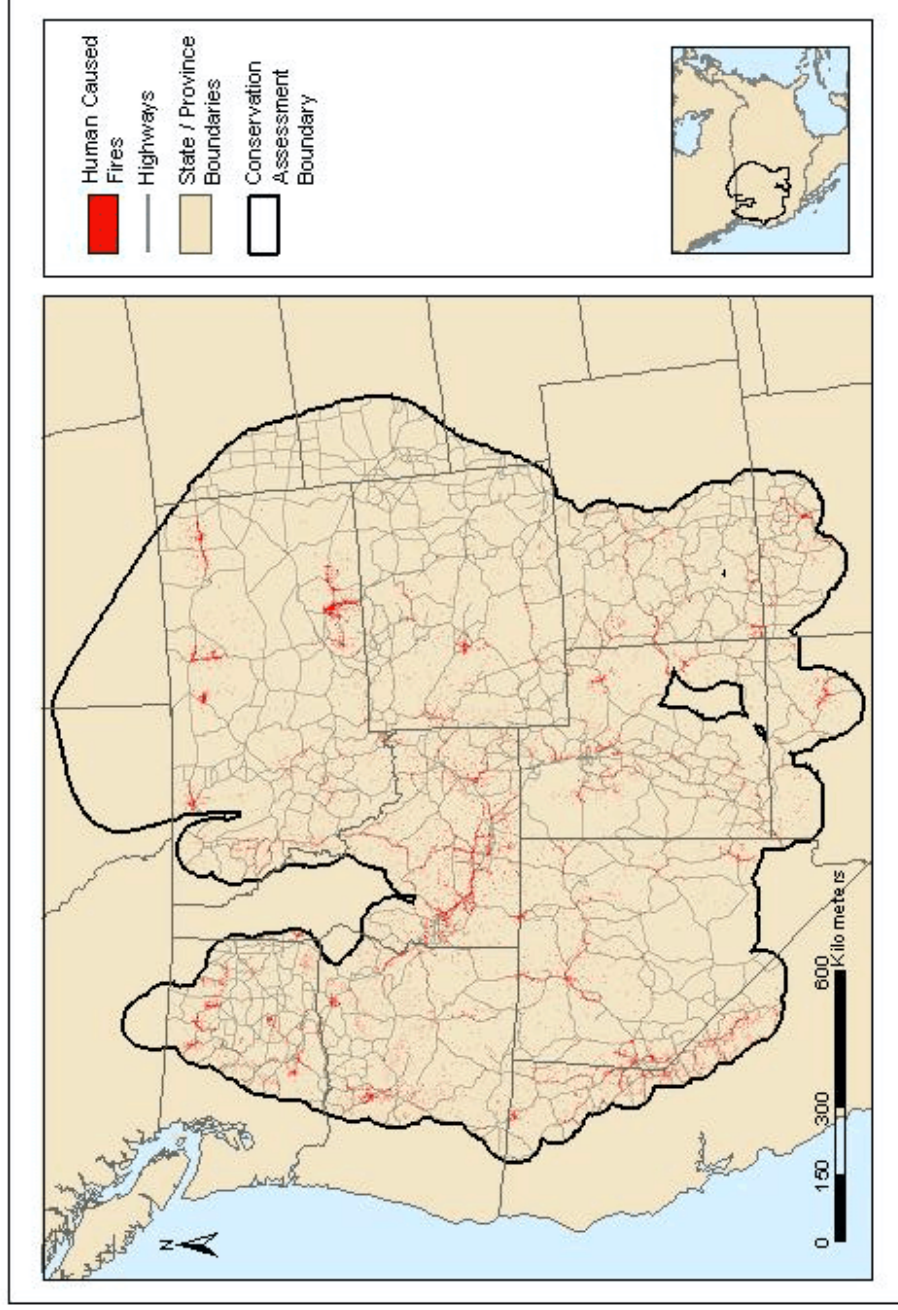 Human Caused
Fires
Highways
State / Province
Boundaries
Conservation
Assessment
Boundary
N
0 150 300 600
Kilometers